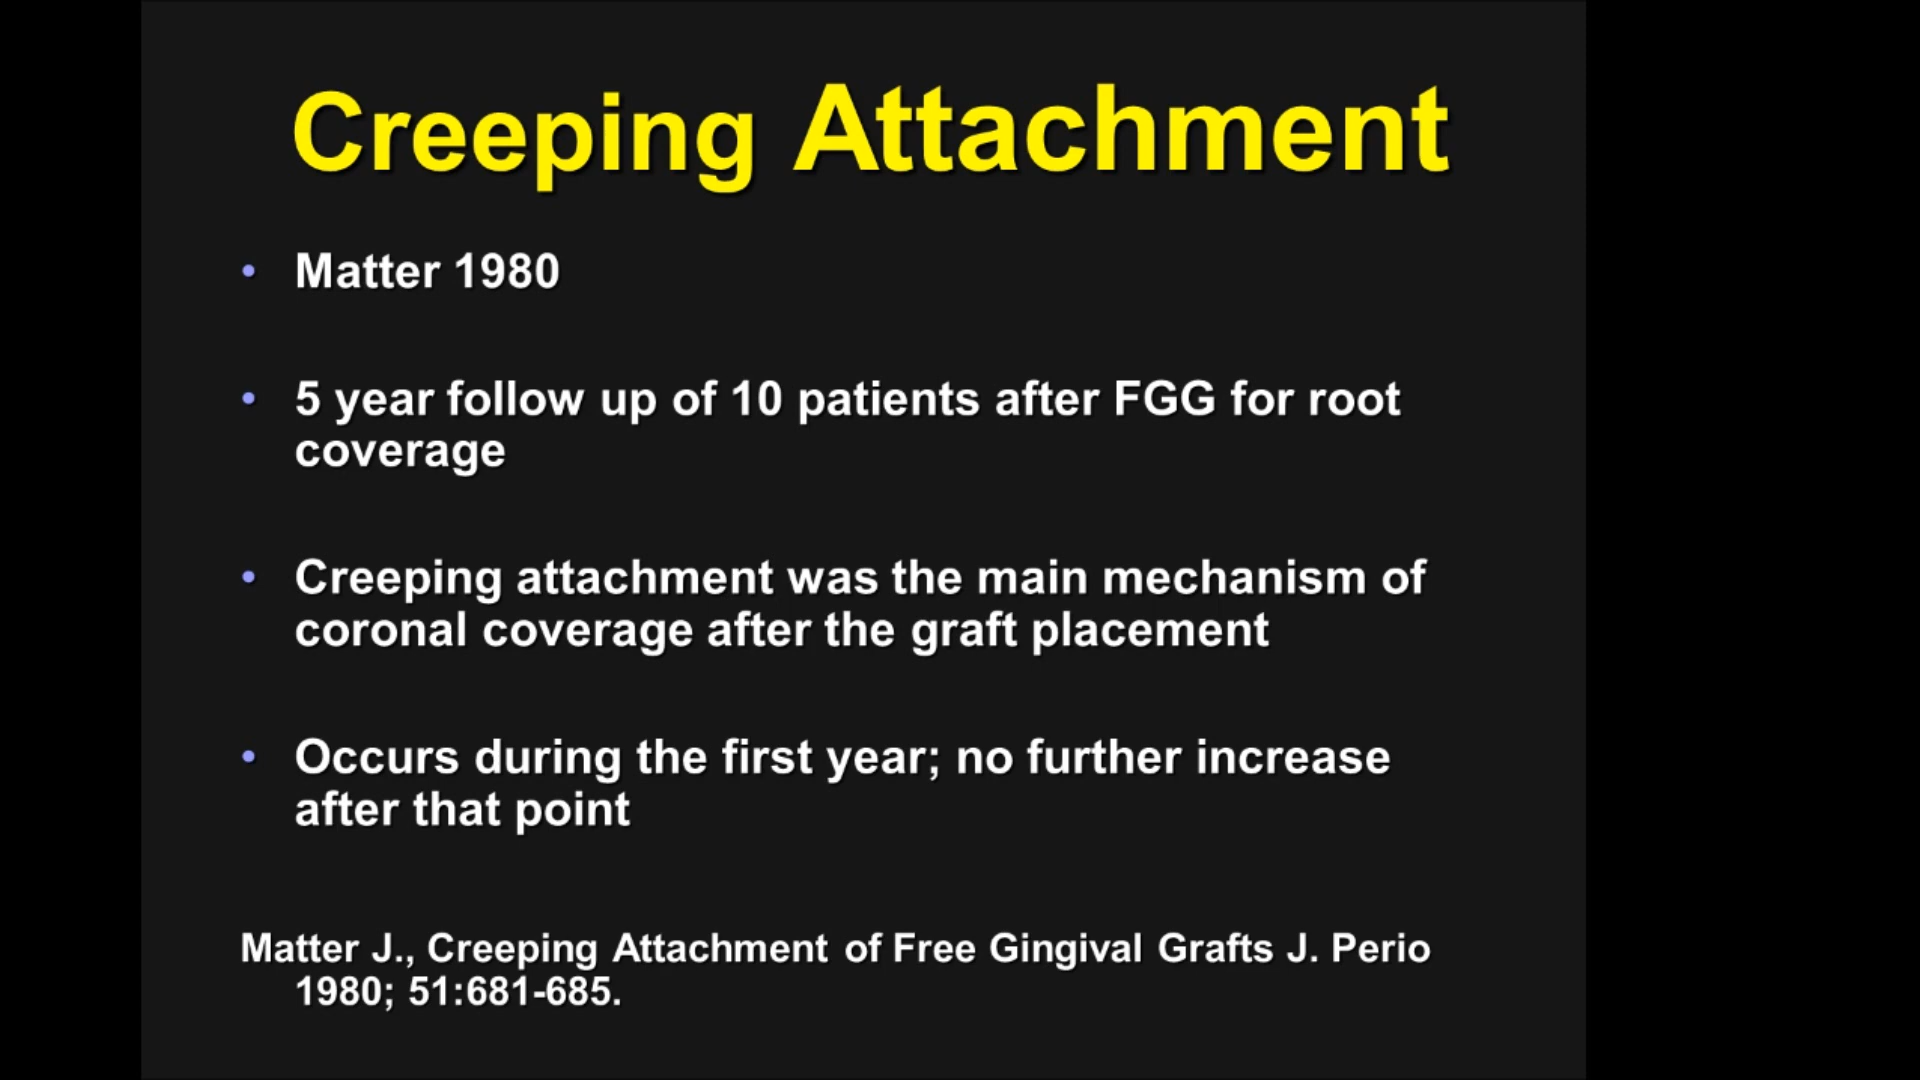 Creeping Attachment
• Matter 1980
• 5 year follow up of 10 patients after FGG for root
coverage
• Creeping attachment was the main mechanism of
coronal coverage after the graft placement
• Occurs during the first year; no further increase
after that point
Matter J., Creeping Attachment of Free Gingival Grafts J. Perio
1980; 51:681-685.